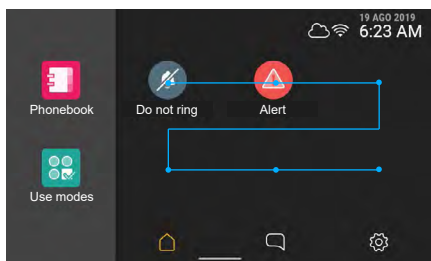 19 AGO 2019
6:23 AM
Phonebook
Do not ring
Alert
Use modes